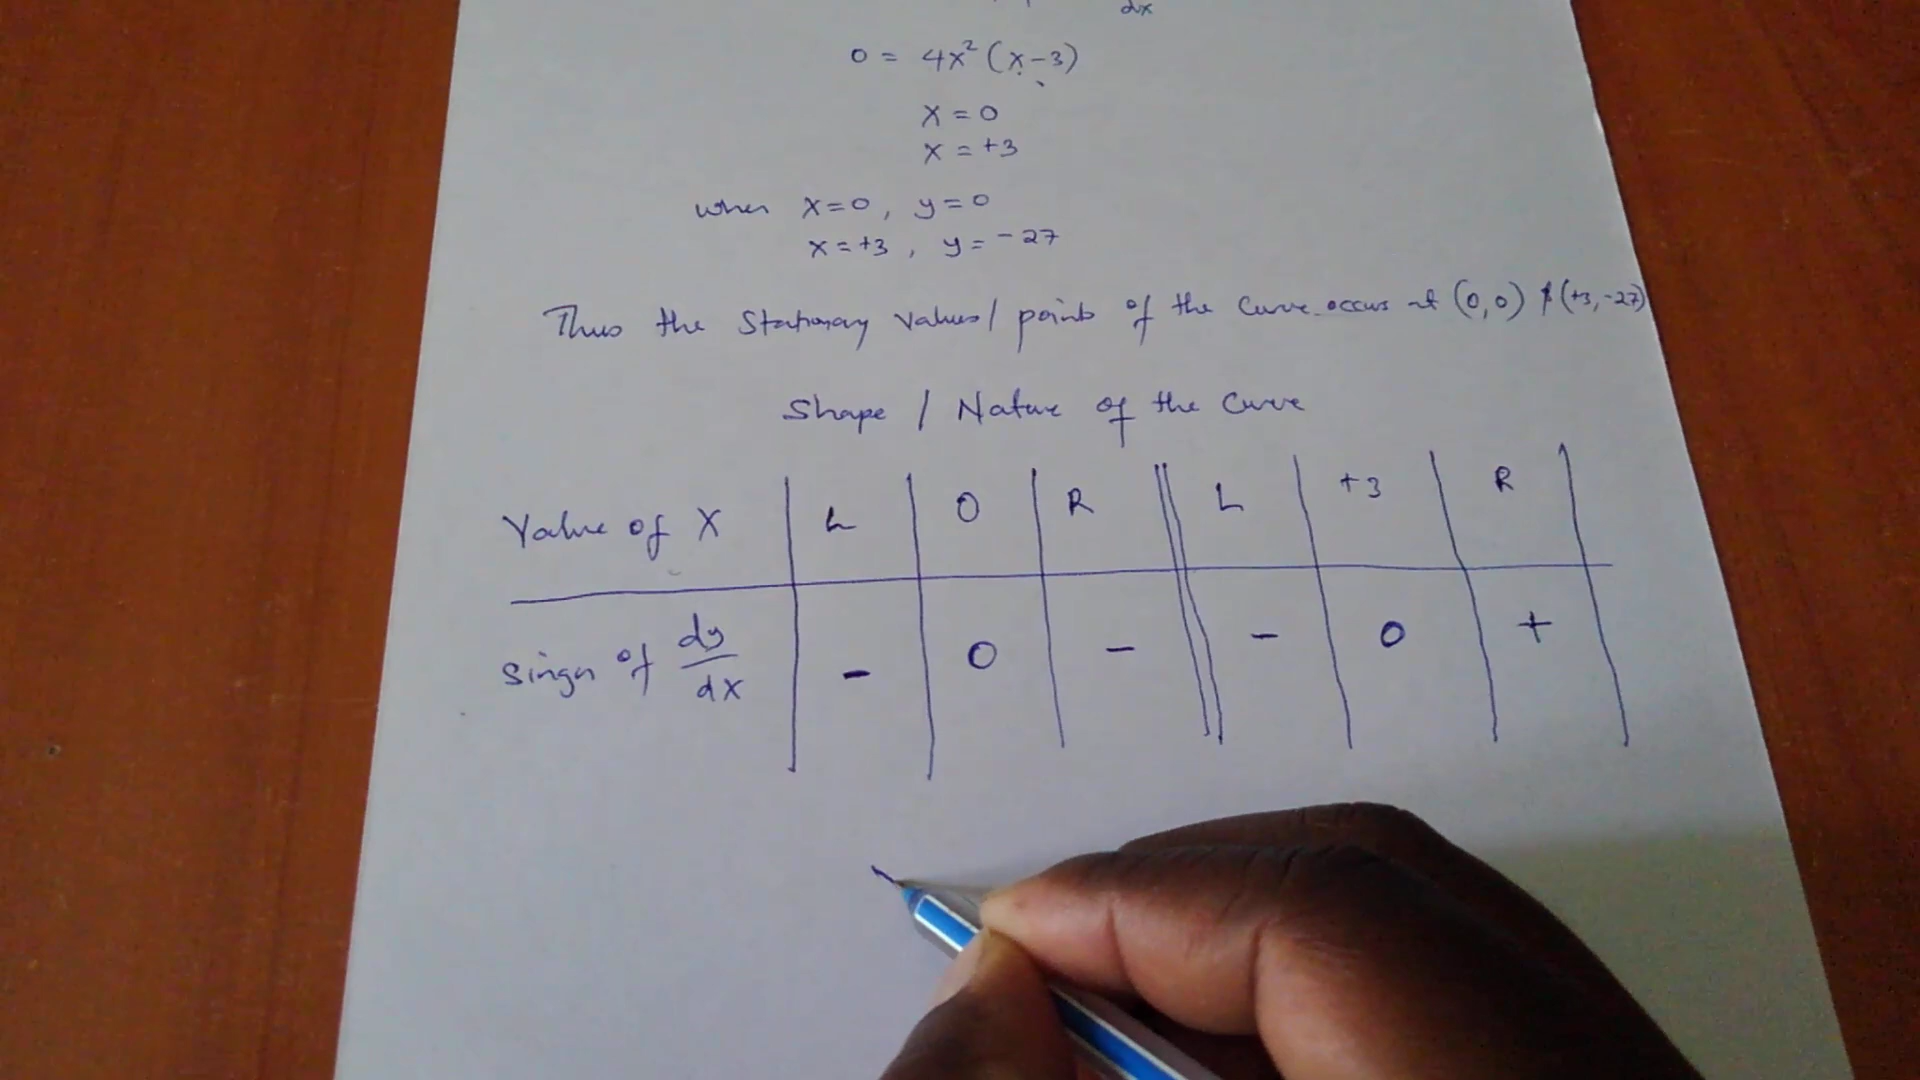 dx
0 = 4x² (x-3)
x = 0
x = +3
when x=0, y=0
x=+3, y=-27
Thus the Stationary Values/ points of the Curve occurs at (0,0) & (+3,-27)
Shape / Nature of the Curve
Value of X L 0 R L +3 R
Singn of dy/dx - 0 - - 0 +